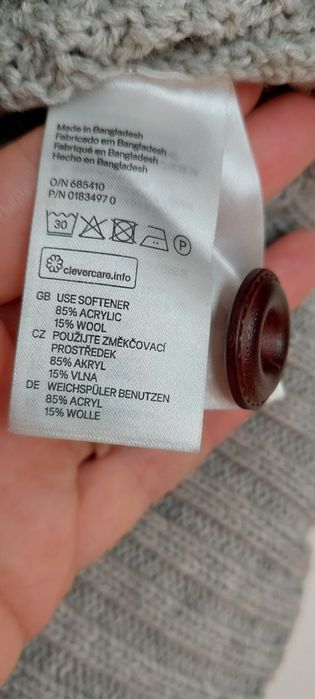 Made in Bangladesh
Fabricado em Bangladesh
Fabriqué en Bangladesh
Hecho en Bangladesh
O/N 685410
P/N 0183497 0
30 P
clevercare.info
GB USE SOFTENER
85% ACRYLIC
15% WOOL
CZ POUŽIJTE ZMĚKČOVACÍ
PROSTŘEDEK
85% AKRYL
15% VLNA
DE WEICHSPÜLER BENUTZEN
85% ACRYL
15% WOLLE